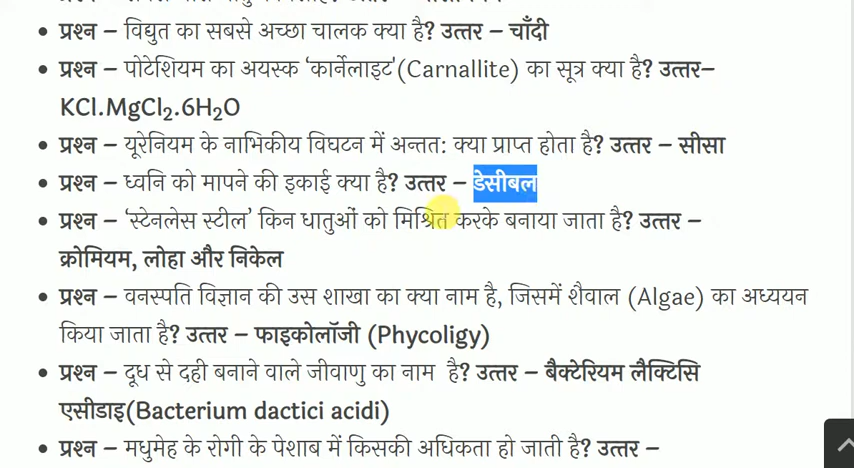 • प्रश्न – विद्युत का सबसे अच्छा चालक क्या है? उत्तर – चाँदी
• प्रश्न – पोटेशियम का अयस्क ‘कार्नेलाइट'(Carnallite) का सूत्र क्या है? उत्तर–
KCl.MgCl₂.6H₂O
• प्रश्न – यूरेनियम के नाभिकीय विघटन में अन्तत: क्या प्राप्त होता है? उत्तर – सीसा
• प्रश्न – ध्वनि को मापने की इकाई क्या है? उत्तर – डेसीबल
• प्रश्न – ‘स्टेनलेस स्टील’ किन धातुओं को मिश्रित करके बनाया जाता है? उत्तर –
क्रोमियम, लोहा और निकेल
• प्रश्न – वनस्पति विज्ञान की उस शाखा का क्या नाम है, जिसमें शैवाल (Algae) का अध्ययन
किया जाता है? उत्तर – फाइकोलॉजी (Phycoligy)
• प्रश्न – दूध से दही बनाने वाले जीवाणु का नाम है? उत्तर – बैक्टेरियम लैक्टिसि
एसीडाइ(Bacterium dactici acidi)
• प्रश्न – मधुमेह के रोगी के पेशाब में किसकी अधिकता हो जाती है? उत्तर –